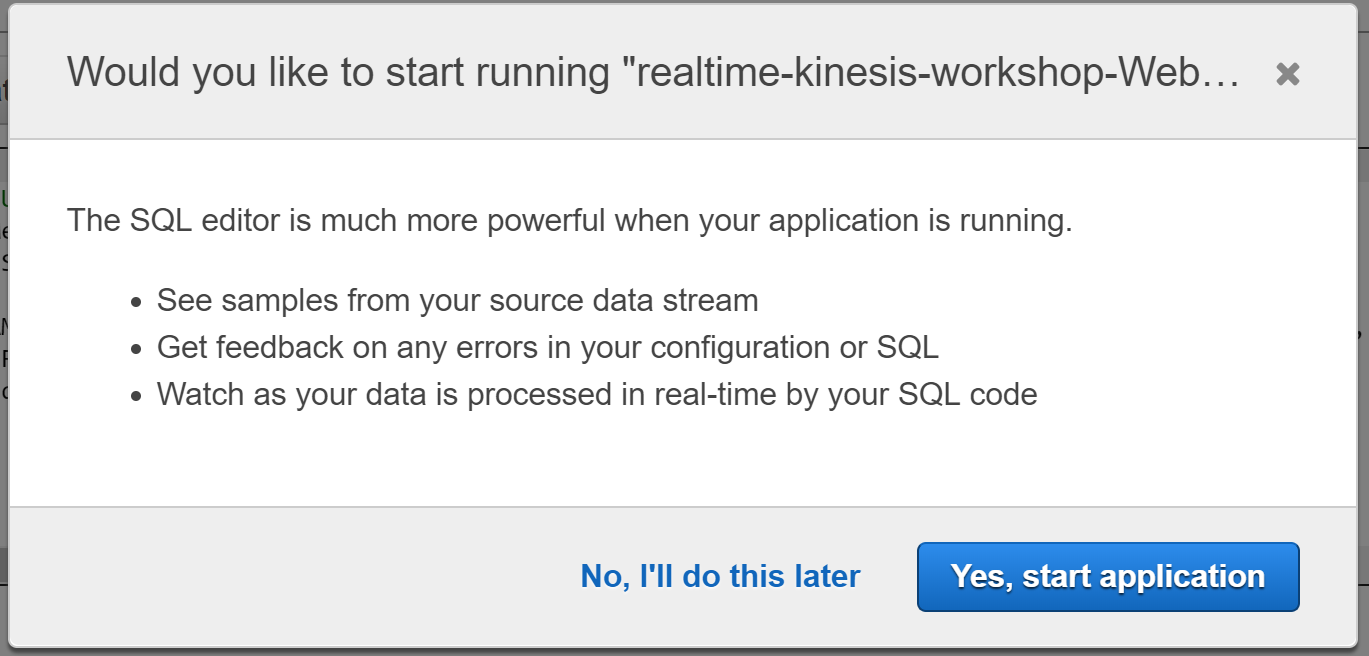 Would you like to start running "realtime-kinesis-workshop-Web…
The SQL editor is much more powerful when your application is running.
• See samples from your source data stream
• Get feedback on any errors in your configuration or SQL
• Watch as your data is processed in real-time by your SQL code
No, I'll do this later
Yes, start application